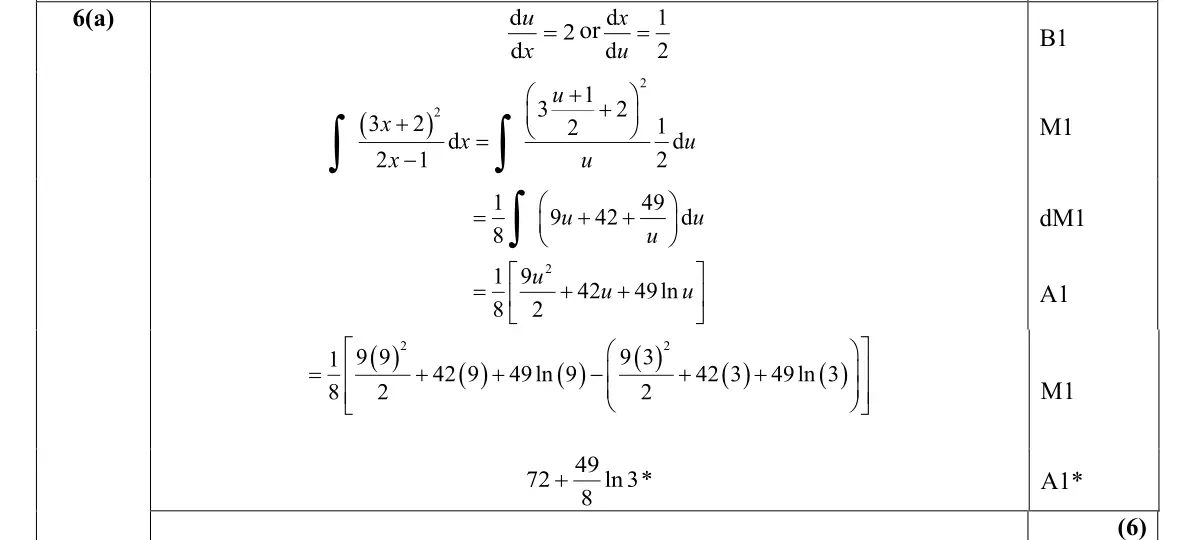 6(a) du/dx = 2 or dx/du = 1/2 B1
∫ (3x + 2)²/(2x − 1) dx = ∫ (3 (u + 1)/2 + 2)²/u 1/2 du M1
= 1/8 ∫ (9u + 42 + 49/u) du dM1
= 1/8 [9u²/2 + 42u + 49 ln u] A1
= 1/8 [9(9)²/2 + 42(9) + 49 ln(9) − (9(3)²/2 + 42(3) + 49 ln(3))] M1
72 + 49/8 ln 3* A1*
(6)